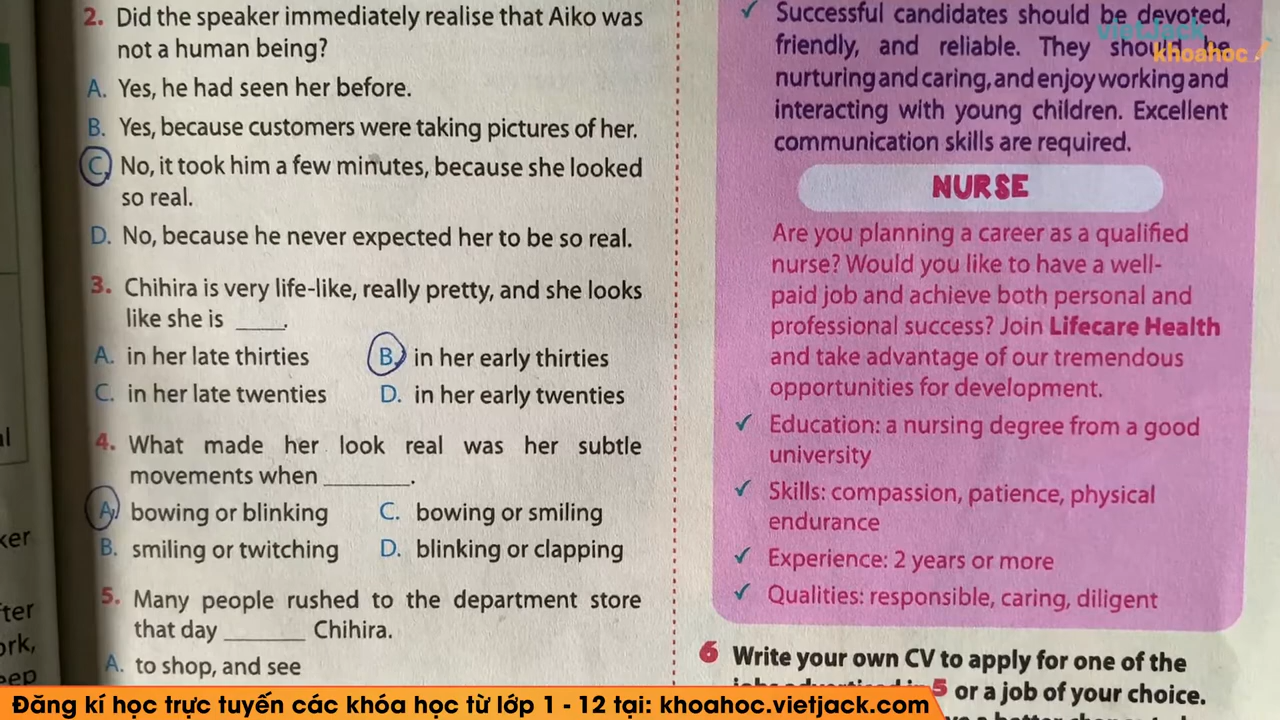 2. Did the speaker immediately realise that Aiko was
not a human being?
A. Yes, he had seen her before.
B. Yes, because customers were taking pictures of her.
C. No, it took him a few minutes, because she looked
so real.
D. No, because he never expected her to be so real.
3. Chihira is very life-like, really pretty, and she looks
like she is ____.
A. in her late thirties
B. in her early thirties
C. in her late twenties
D. in her early twenties
4. What made her look real was her subtle
movements when ________.
A. bowing or blinking
C. bowing or smiling
B. smiling or twitching
D. blinking or clapping
5. Many people rushed to the department store
that day _______ Chihira.
A. to shop, and see
✓ Successful candidates should be devoted,
friendly, and reliable. They should be
nurturing and caring, and enjoy working and
interacting with young children. Excellent
communication skills are required.
NURSE
Are you planning a career as a qualified
nurse? Would you like to have a well-
paid job and achieve both personal and
professional success? Join Lifecare Health
and take advantage of our tremendous
opportunities for development.
✓ Education: a nursing degree from a good
university
✓ Skills: compassion, patience, physical
endurance
✓ Experience: 2 years or more
✓ Qualities: responsible, caring, diligent
6 Write your own CV to apply for one of the
5 or a job of your choice.
vietJack
khoahoc
Đăng kí học trực tuyến các khóa học từ lớp 1 - 12 tại: khoahoc.vietjack.com